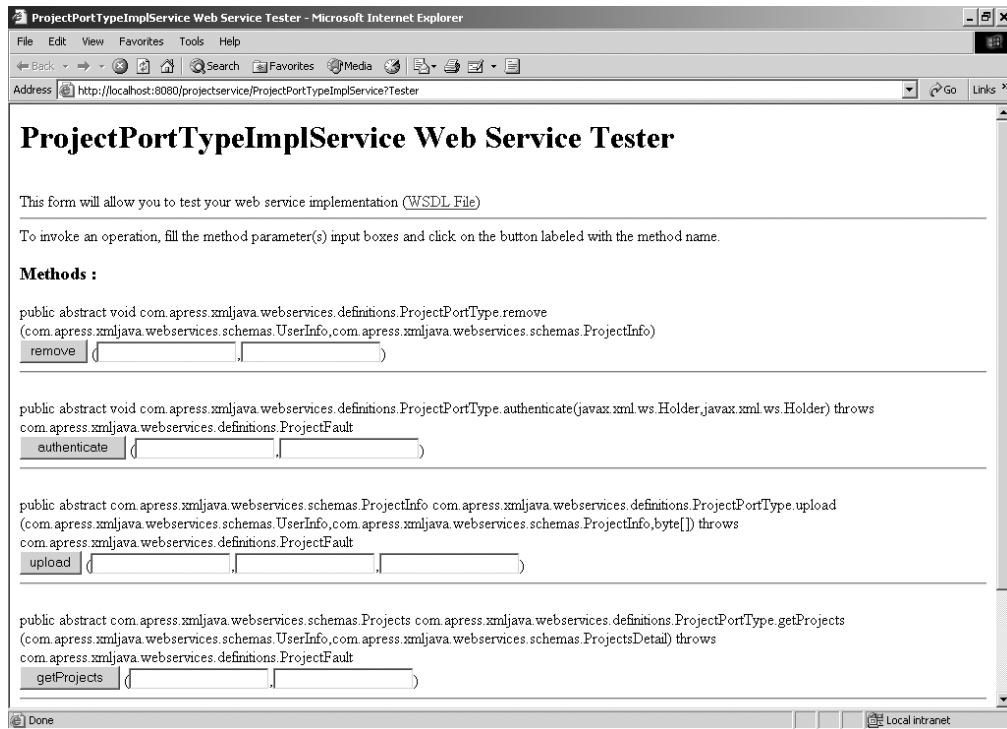 ProjectPortTypeImplService Web Service Tester - Microsoft Internet Explorer
File Edit View Favorites Tools Help
Back Search Favorites Media
Address http://localhost:8080/projectservice/ProjectPortTypeImplService?Tester Go Links »
ProjectPortTypeImplService Web Service Tester
This form will allow you to test your web service implementation (WSDL File)
To invoke an operation, fill the method parameter(s) input boxes and click on the button labeled with the method name.
Methods :
public abstract void com.apress.xmljava.webservices.definitions.ProjectPortType.remove
(com.apress.xmljava.webservices.schemas.UserInfo,com.apress.xmljava.webservices.schemas.ProjectInfo)
remove ( , )
public abstract void com.apress.xmljava.webservices.definitions.ProjectPortType.authenticate(javax.xml.ws.Holder,javax.xml.ws.Holder) throws
com.apress.xmljava.webservices.definitions.ProjectFault
authenticate ( , )
public abstract com.apress.xmljava.webservices.schemas.ProjectInfo com.apress.xmljava.webservices.definitions.ProjectPortType.upload
(com.apress.xmljava.webservices.schemas.UserInfo,com.apress.xmljava.webservices.schemas.ProjectInfo,byte[]) throws
com.apress.xmljava.webservices.definitions.ProjectFault
upload ( , , )
public abstract com.apress.xmljava.webservices.schemas.Projects com.apress.xmljava.webservices.definitions.ProjectPortType.getProjects
(com.apress.xmljava.webservices.schemas.UserInfo,com.apress.xmljava.webservices.schemas.ProjectsDetail) throws
com.apress.xmljava.webservices.definitions.ProjectFault
getProjects ( , )
Done Local intranet